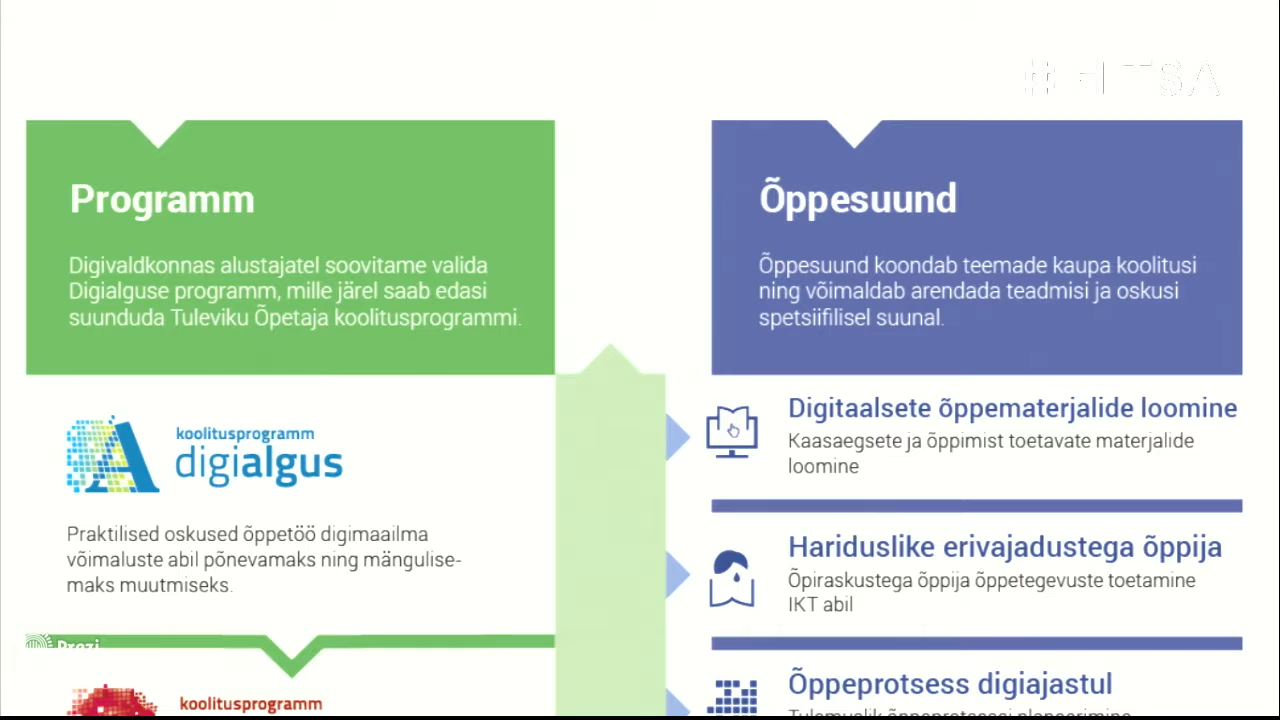 Programm
Digivaldkonnas alustajatel soovitame valida
Digialguse programm, mille järel saab edasi
suunduda Tuleviku Õpetaja koolitusprogrammi.
koolitusprogramm
digialgus
Praktilised oskused õppetöö digimaailma
võimaluste abil põnevamaks ning mängulise-
maks muutmiseks.
Prezi
koolitusprogramm
Õppesuund
Õppesuund koondab teemade kaupa koolitusi
ning võimaldab arendada teadmisi ja oskusi
spetsiifilisel suunal.
Digitaalsete õppematerjalide loomine
Kaasaegsete ja õppimist toetavate materjalide
loomine
Hariduslike erivajadustega õppija
Õpiraskustega õppija õppetegevuste toetamine
IKT abil
Õppeprotsess digiajastul